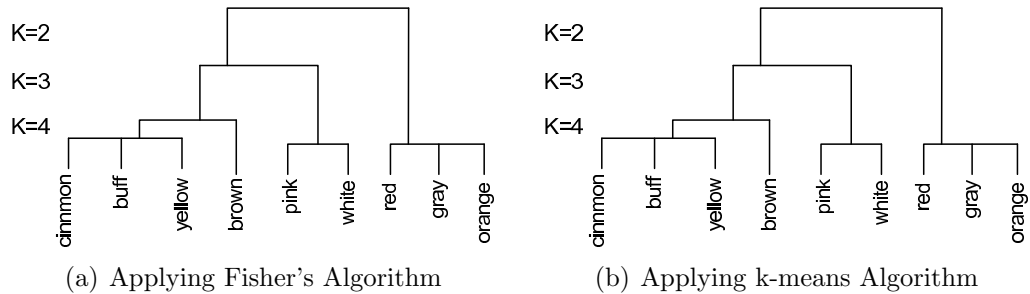 K=2
K=3
K=4
cinnmon
buff
yellow
brown
pink
white
red
gray
orange
(a) Applying Fisher's Algorithm
K=2
K=3
K=4
cinnmon
buff
yellow
brown
pink
white
red
gray
orange
(b) Applying k-means Algorithm